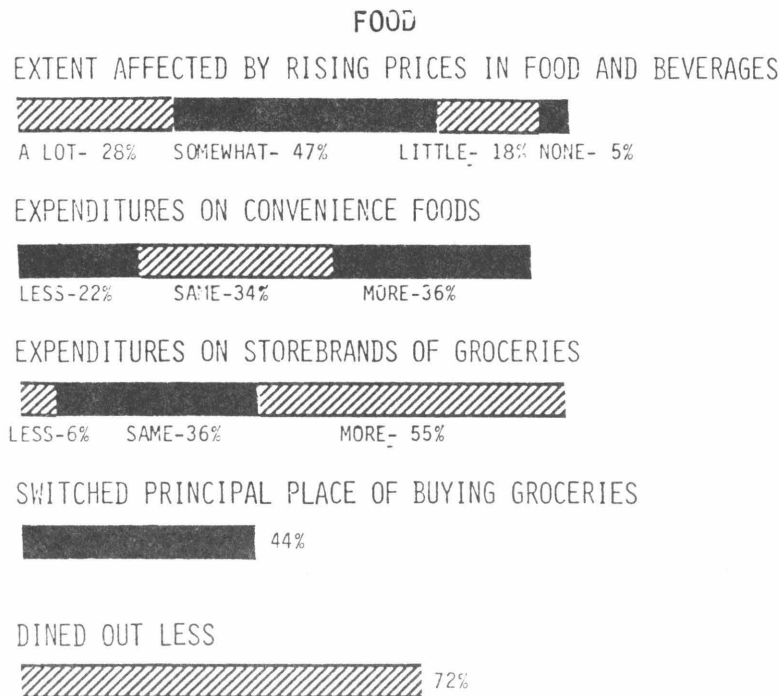 FOOD
EXTENT AFFECTED BY RISING PRICES IN FOOD AND BEVERAGES
A LOT- 28% SOMEWHAT- 47% LITTLE- 18% NONE- 5%
EXPENDITURES ON CONVENIENCE FOODS
LESS-22% SAME-34% MORE-36%
EXPENDITURES ON STOREBRANDS OF GROCERIES
LESS-6% SAME-36% MORE- 55%
SWITCHED PRINCIPAL PLACE OF BUYING GROCERIES
44%
DINED OUT LESS
72%